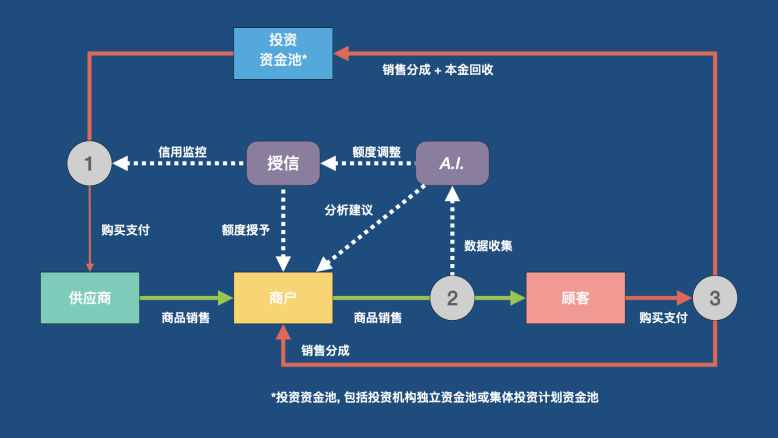 投资
资金池*
销售分成 + 本金回收
1
信用监控
授信
额度调整
A.I.
购买支付
额度授予
分析建议
数据收集
供应商
商户
2
顾客
3
商品销售
商品销售
购买支付
销售分成
*投资资金池, 包括投资机构独立资金池或集体投资计划资金池